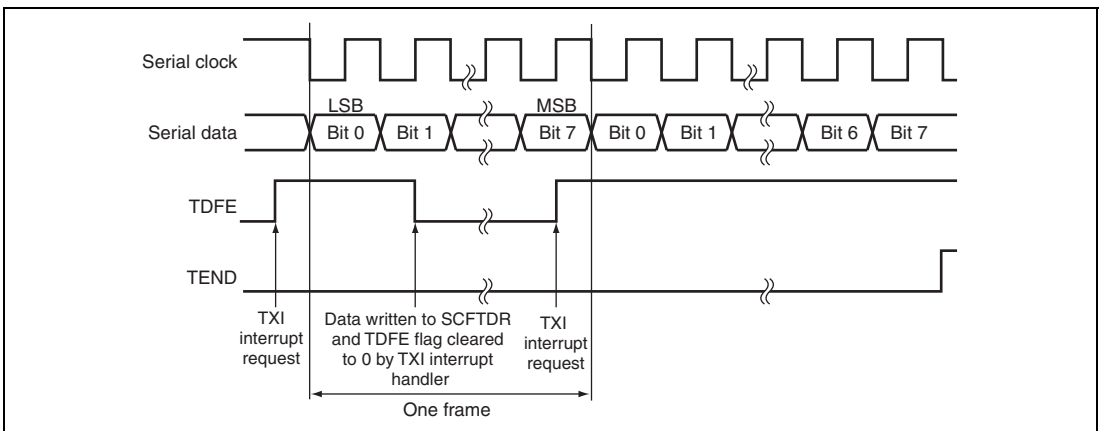 Serial clock
LSB
MSB
Serial data
Bit 0
Bit 1
Bit 7
Bit 0
Bit 1
Bit 6
Bit 7
TDFE
TEND
TXI
interrupt
request
Data written to SCFTDR
and TDFE flag cleared
to 0 by TXI interrupt
handler
TXI
interrupt
request
One frame